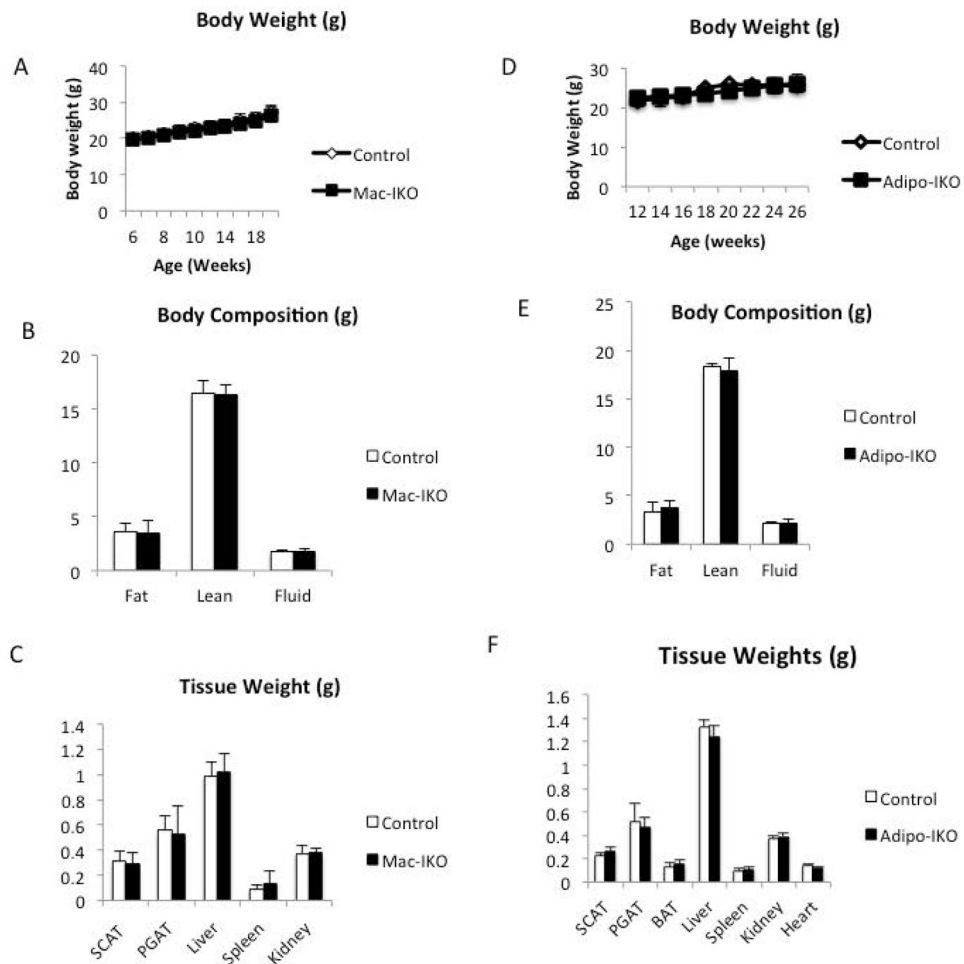 A
Body Weight (g)
Body weight (g)
40
30
20
10
0
6 8 10 14 18
Age (Weeks)
Control
Mac-IKO
B
Body Composition (g)
20
15
10
5
0
Fat Lean Fluid
Control
Mac-IKO
C
Tissue Weight (g)
1.4
1.2
1
0.8
0.6
0.4
0.2
0
SCAT PGAT Liver Spleen Kidney
Control
Mac-IKO
D
Body Weight (g)
Body Weight (g)
30
20
10
0
12 14 16 18 20 22 24 26
Age (weeks)
Control
Adipo-IKO
E
Body Composition (g)
25
20
15
10
5
0
Fat Lean Fluid
Control
Adipo-IKO
F
Tissue Weights (g)
1.6
1.4
1.2
1
0.8
0.6
0.4
0.2
0
SCAT PGAT BAT Liver Spleen Kidney Heart
Control
Adipo-IKO